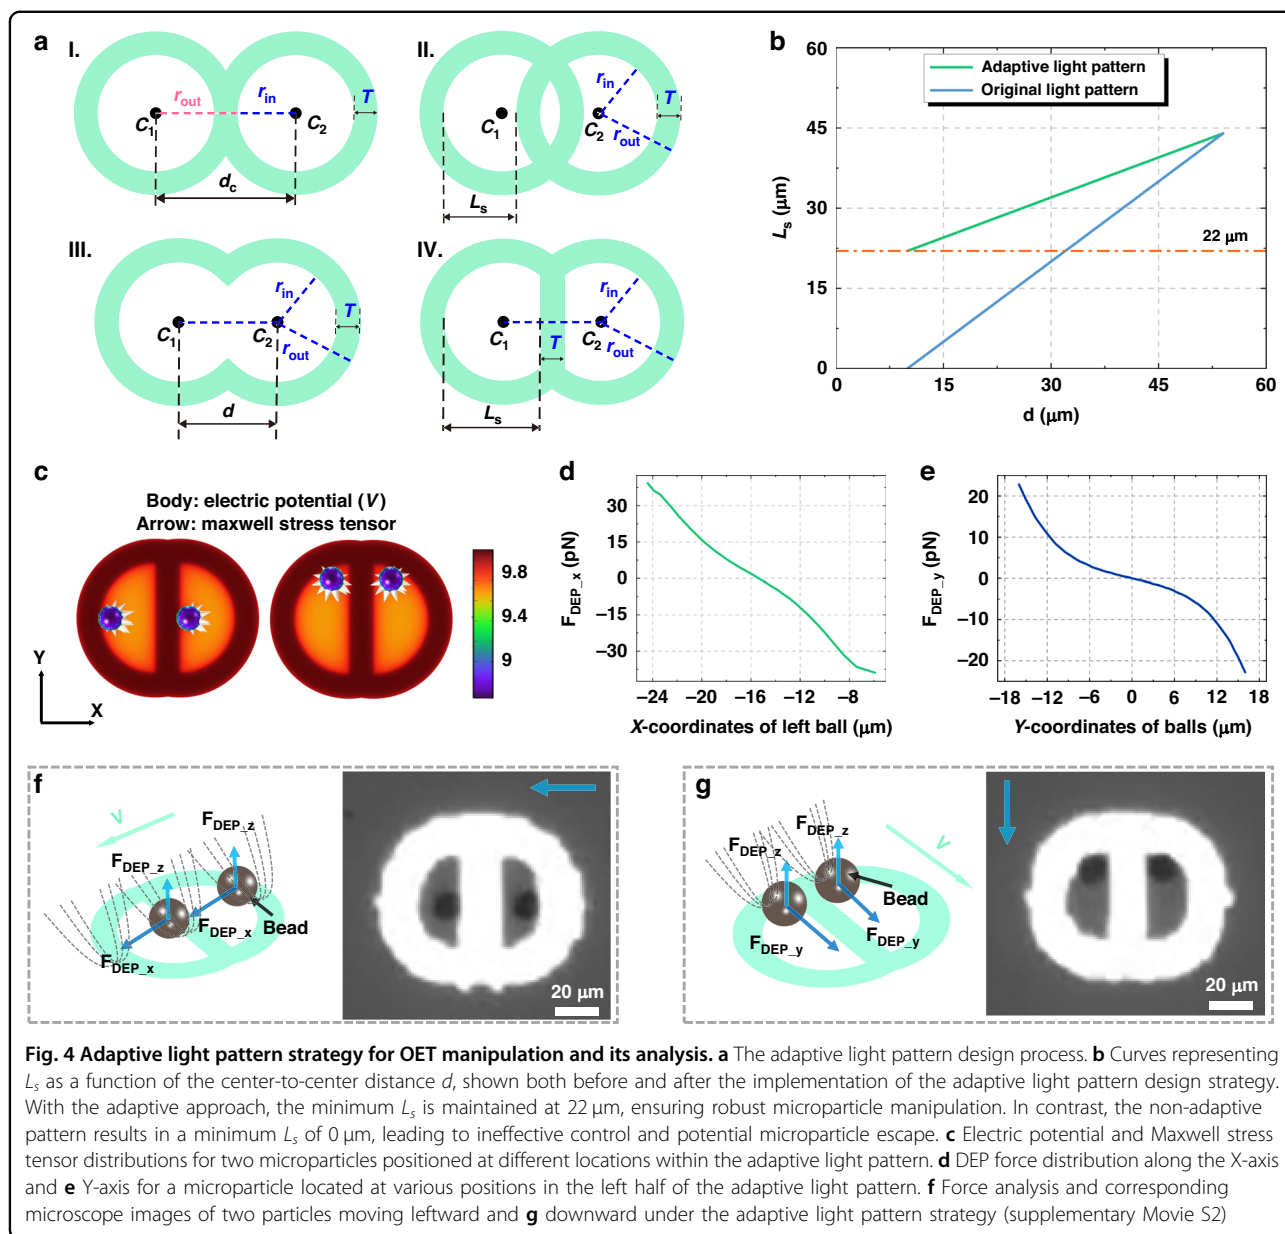 a
I.
r_out
r_in
T
C_1
C_2
d_c
II.
r_in
T
C_1
C_2
r_out
L_s
III.
r_in
T
C_1
C_2
r_out
d
IV.
r_in
C_1
T
C_2
r_out
L_s
b
60
45
30
15
0
L_s (μm)
Adaptive light pattern
Original light pattern
22 μm
0 15 30 45 60
d (μm)
c
Body: electric potential (V)
Arrow: maxwell stress tensor
9.8
9.6
9.4
9.2
9
Y
X
d
30
15
0
−15
−30
F_DEP_x (pN)
−24 −20 −16 −12 −8
X-coordinates of left ball (μm)
e
20
10
0
−10
−20
F_DEP_y (pN)
−18 −12 −6 0 6 12 18
Y-coordinates of balls (μm)
f
V
F_DEP_z
F_DEP_z
Bead
F_DEP_x
F_DEP_x
20 μm
g
F_DEP_z
V
F_DEP_z
Bead
F_DEP_y
F_DEP_y
20 μm
Fig. 4 Adaptive light pattern strategy for OET manipulation and its analysis. a The adaptive light pattern design process. b Curves representing
L_s as a function of the center-to-center distance d, shown both before and after the implementation of the adaptive light pattern design strategy.
With the adaptive approach, the minimum L_s is maintained at 22 μm, ensuring robust microparticle manipulation. In contrast, the non-adaptive
pattern results in a minimum L_s of 0 μm, leading to ineffective control and potential microparticle escape. c Electric potential and Maxwell stress
tensor distributions for two microparticles positioned at different locations within the adaptive light pattern. d DEP force distribution along the X-axis
and e Y-axis for a microparticle located at various positions in the left half of the adaptive light pattern. f Force analysis and corresponding
microscope images of two particles moving leftward and g downward under the adaptive light pattern strategy (supplementary Movie S2)